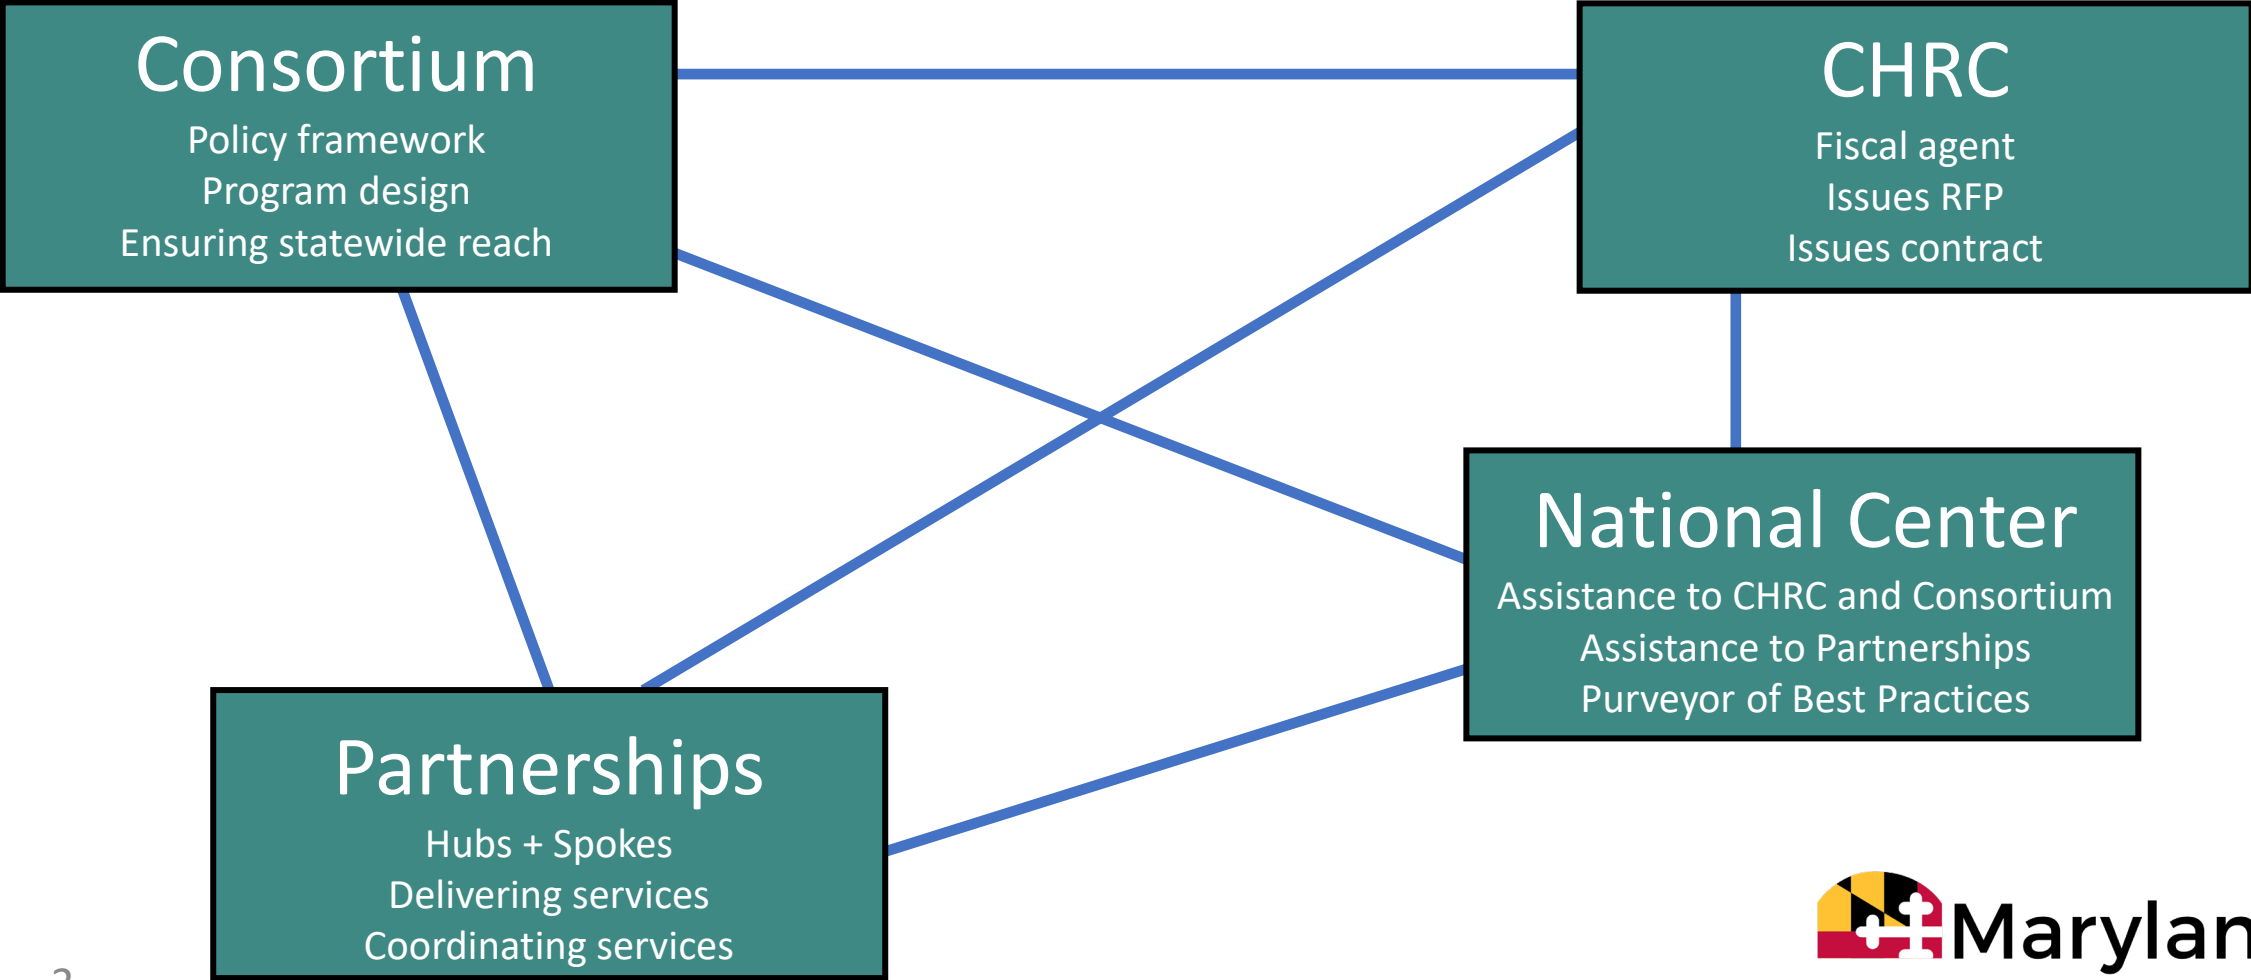 Consortium
Policy framework
Program design
Ensuring statewide reach
CHRC
Fiscal agent
Issues RFP
Issues contract
National Center
Assistance to CHRC and Consortium
Assistance to Partnerships
Purveyor of Best Practices
Partnerships
Hubs + Spokes
Delivering services
Coordinating services
Marylan